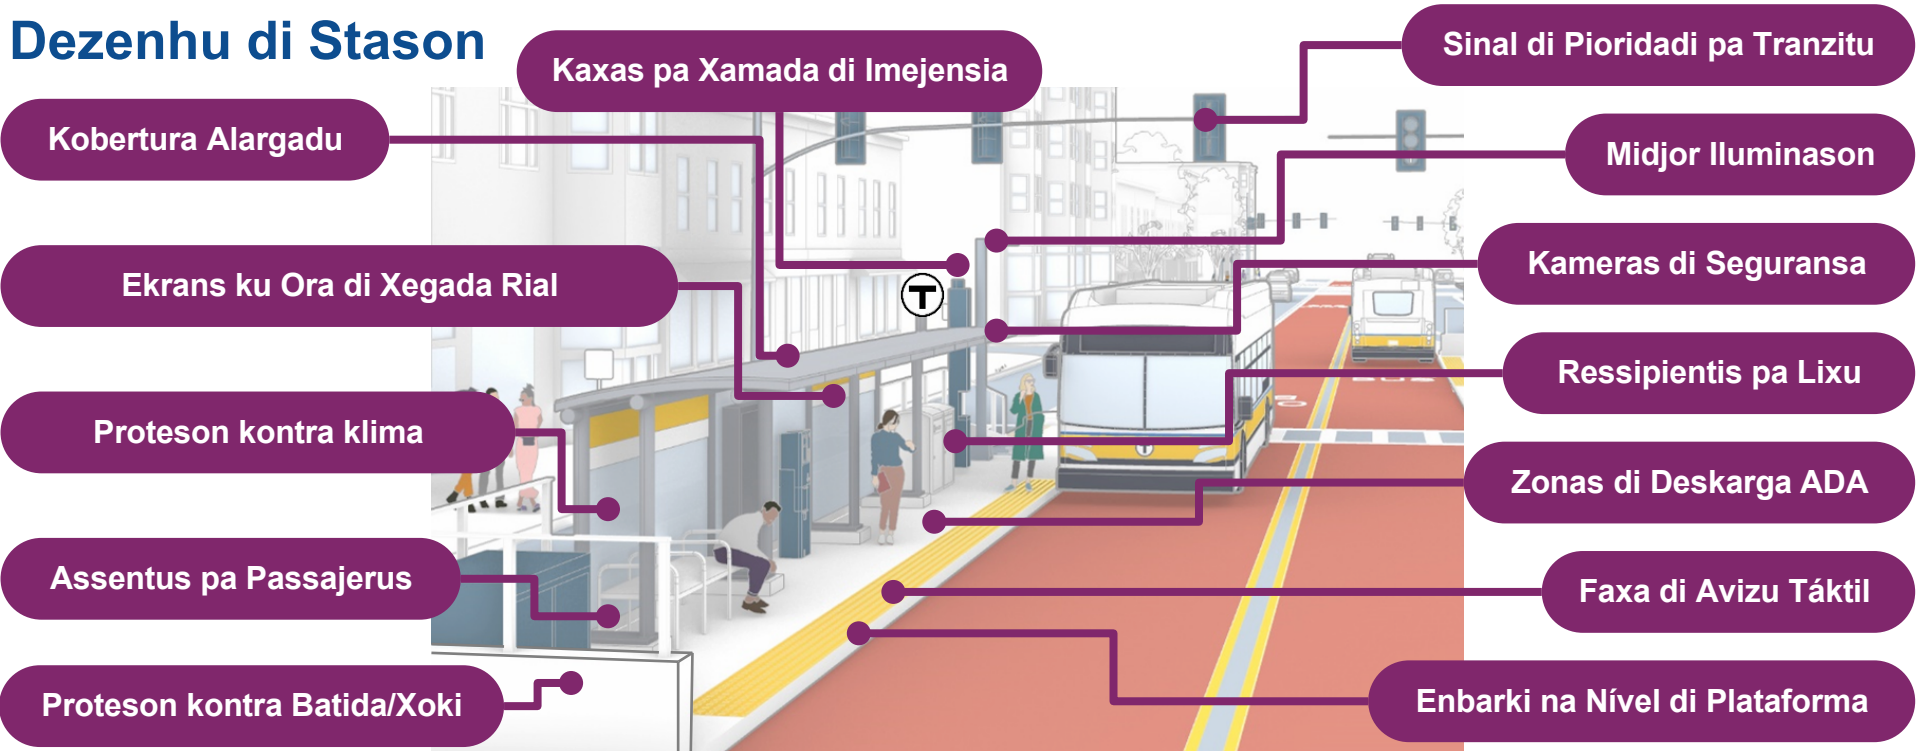 Dezenhu di Stason
Kaxas pa Xamada di Imejensia
Sinal di Pioridadi pa Tranzitu
Kobertura Alargadu
Midjor Iluminason
Ekrans ku Ora di Xegada Rial
Kameras di Seguransa
T
Ressipientis pa Lixu
Proteson kontra klima
T
Zonas di Deskarga ADA
Assentus pa Passajerus
Faxa di Avizu Táktil
Proteson kontra Batida/Xoki
Enbarki na Nível di Plataforma